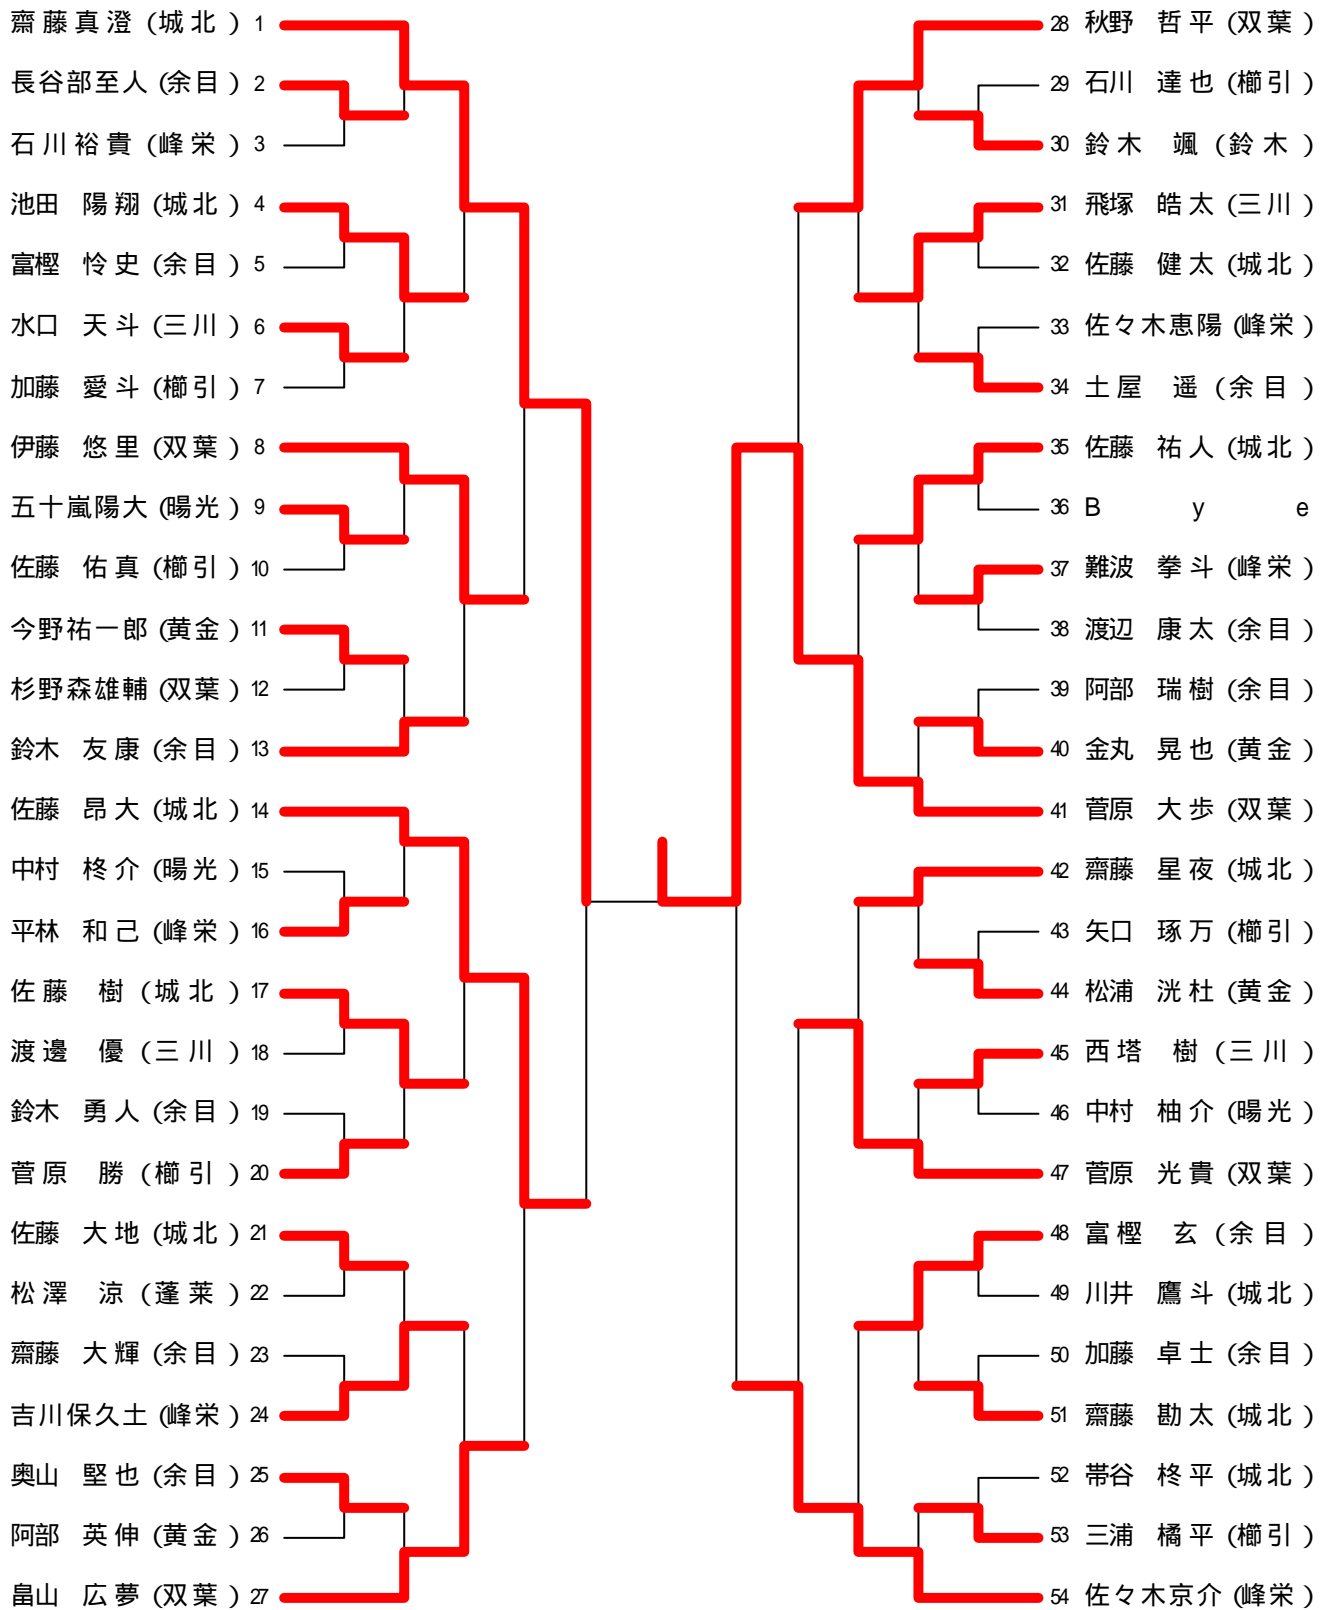 齋藤真澄（城北）1
長谷部至人（余目）2
石川裕貴（峰栄）3
池田　陽翔（城北）4
富樫　怜史（余目）5
水口　天斗（三川）6
加藤　愛斗（櫛引）7
伊藤　悠里（双葉）8
五十嵐陽大（暘光）9
佐藤　佑真（櫛引）10
今野祐一郎（黄金）11
杉野森雄輔（双葉）12
鈴木　友康（余目）13
佐藤　昂大（城北）14
中村　柊介（暘光）15
平林　和己（峰栄）16
佐藤　樹（城北）17
渡邊　優（三川）18
鈴木　勇人（余目）19
菅原　勝（櫛引）20
佐藤　大地（城北）21
松澤　涼（蓬莱）22
齋藤　大輝（余目）23
吉川保久土（峰栄）24
奥山　堅也（余目）25
阿部　英伸（黄金）26
畠山　広夢（双葉）27
28 秋野　哲平（双葉）
29 石川　達也（櫛引）
30 鈴木　颯（鈴木）
31 飛塚　皓太（三川）
32 佐藤　健太（城北）
33 佐々木恵陽（峰栄）
34 土屋　遥（余目）
35 佐藤　祐人（城北）
36 B y e
37 難波　拳斗（峰栄）
38 渡辺　康太（余目）
39 阿部　瑞樹（余目）
40 金丸　晃也（黄金）
41 菅原　大歩（双葉）
42 齋藤　星夜（城北）
43 矢口　琢万（櫛引）
44 松浦　洸杜（黄金）
45 西塔　樹（三川）
46 中村　柚介（暘光）
47 菅原　光貴（双葉）
48 富樫　玄（余目）
49 川井　鷹斗（城北）
50 加藤　卓士（余目）
51 齋藤　勘太（城北）
52 帯谷　柊平（城北）
53 三浦　橘平（櫛引）
54 佐々木京介（峰栄）